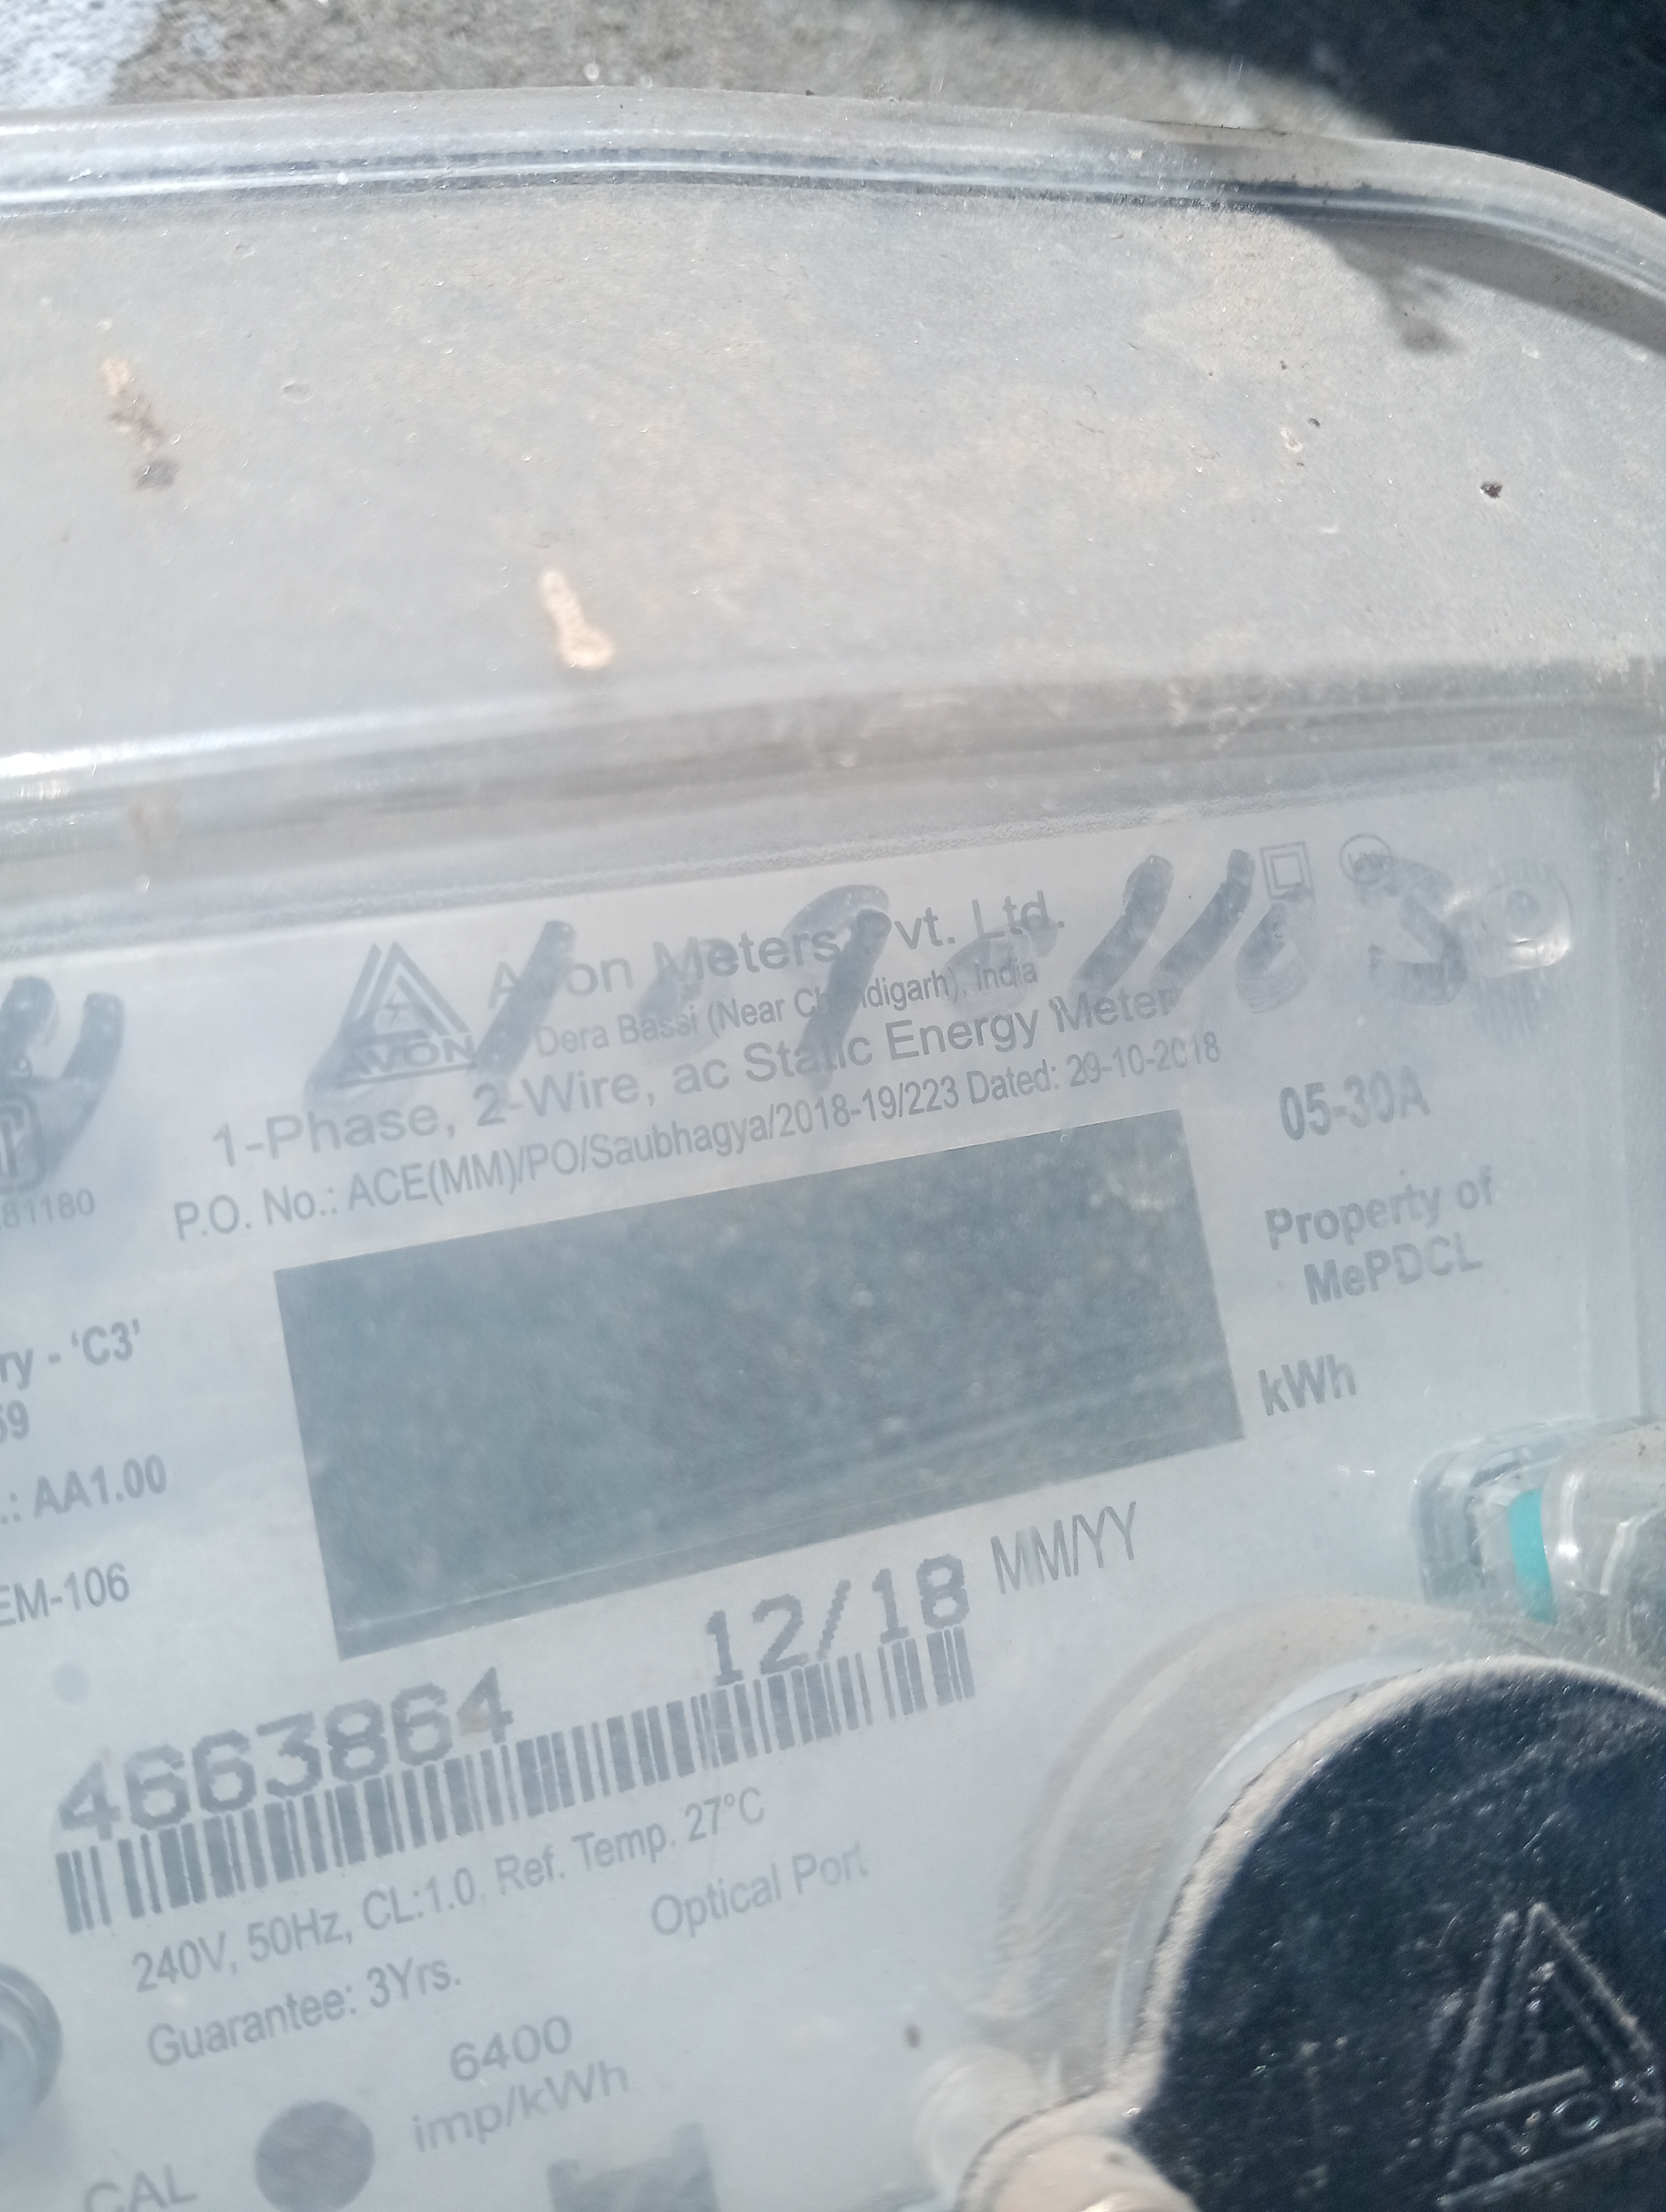 Avon Meters Pvt. Ltd.
AVON
Dera Bassi (Near Chandigarh), India
1-Phase, 2-Wire, ac Static Energy Meter
P.O. No.: ACE(MM)/PO/Saubhagya/2018-19/223 Dated: 29-10-2018
81180
05-30A
Property of
MePDCL
kWh
ry - 'C3'
59
.: AA1.00
EM-106
12/18 MM/YY
4663864
240V, 50Hz, CL:1.0, Ref. Temp. 27°C
Guarantee: 3Yrs.
Optical Port
6400
imp/kWh
CAL
AVON